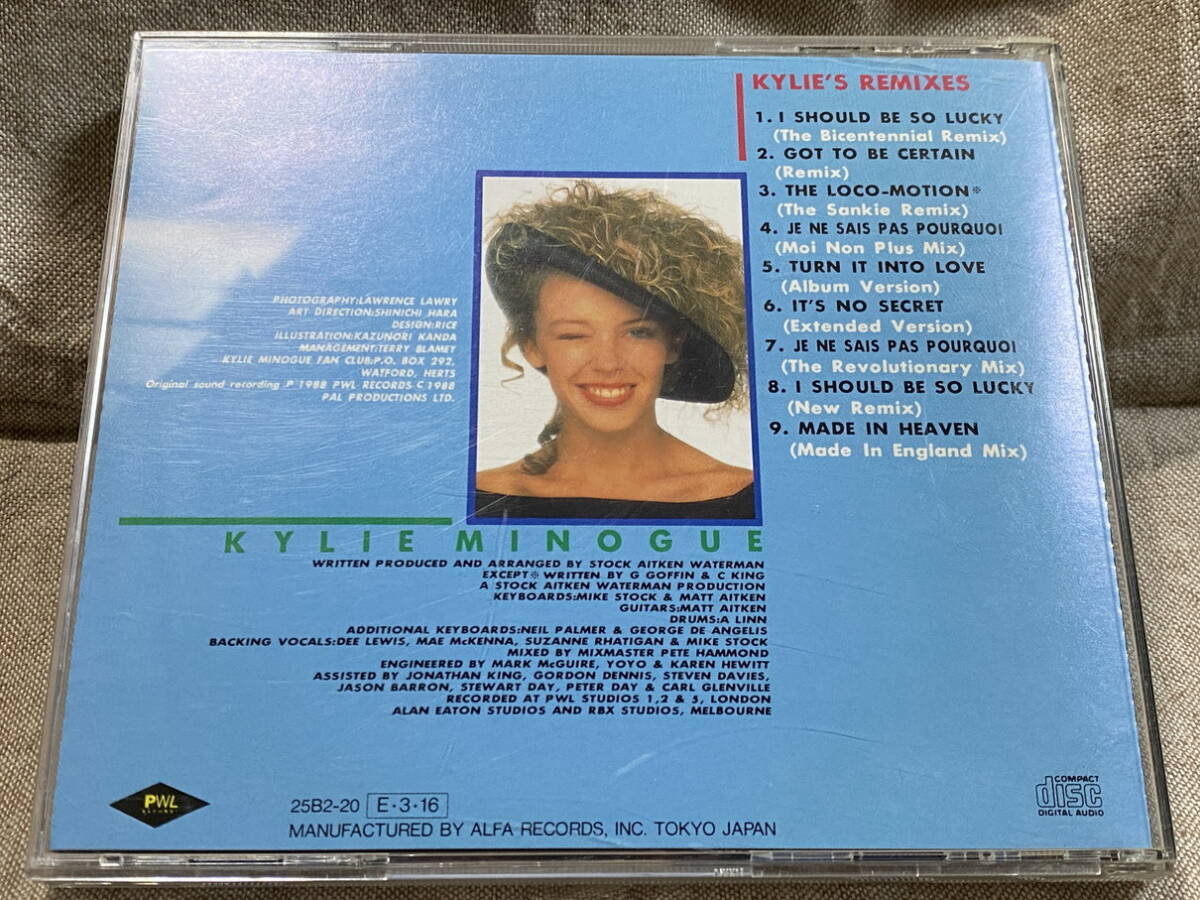 KYLIE'S REMIXES
1. I SHOULD BE SO LUCKY
(The Bicentennial Remix)
2. GOT TO BE CERTAIN
(Remix)
3. THE LOCO-MOTION※
(The Sankie Remix)
4. JE NE SAIS PAS POURQUOI
(Moi Non Plus Mix)
5. TURN IT INTO LOVE
(Album Version)
6. IT'S NO SECRET
(Extended Version)
7. JE NE SAIS PAS POURQUOI
(The Revolutionary Mix)
8. I SHOULD BE SO LUCKY
(New Remix)
9. MADE IN HEAVEN
(Made In England Mix)
PHOTOGRAPHY:LAWRENCE LAWRY
ART DIRECTION:SHINICHI HARA
DESIGN:RICE
ILLUSTRATION:KAZUNORI KANDA
MANAGEMENT:TERRY BLAMEY
KYLIE MINOGUE FAN CLUB:P.O. BOX 292,
WATFORD, HERTS
Original sound recording P 1988 PWL RECORDS C 1988
PAL PRODUCTIONS LTD.
KYLIE MINOGUE
WRITTEN PRODUCED AND ARRANGED BY STOCK AITKEN WATERMAN
EXCEPT※ WRITTEN BY G GOFFIN & C KING
A STOCK AITKEN WATERMAN PRODUCTION
KEYBOARDS:MIKE STOCK & MATT AITKEN
GUITARS:MATT AITKEN
DRUMS:A LINN
ADDITIONAL KEYBOARDS:NEIL PALMER & GEORGE DE ANGELIS
BACKING VOCALS:DEE LEWIS, MAE McKENNA, SUZANNE RHATIGAN & MIKE STOCK
MIXED BY MIXMASTER PETE HAMMOND
ENGINEERED BY MARK McGUIRE, YOYO & KAREN HEWITT
ASSISTED BY JONATHAN KING, GORDON DENNIS, STEVEN DAVIES,
JASON BARRON, STEWART DAY, PETER DAY & CARL GLENVILLE
RECORDED AT PWL STUDIOS 1,2 & 5, LONDON
ALAN EATON STUDIOS AND RBX STUDIOS, MELBOURNE
PWL
RECORDS
25B2-20 E・3・16
MANUFACTURED BY ALFA RECORDS, INC. TOKYO JAPAN
COMPACT
disc
DIGITAL AUDIO